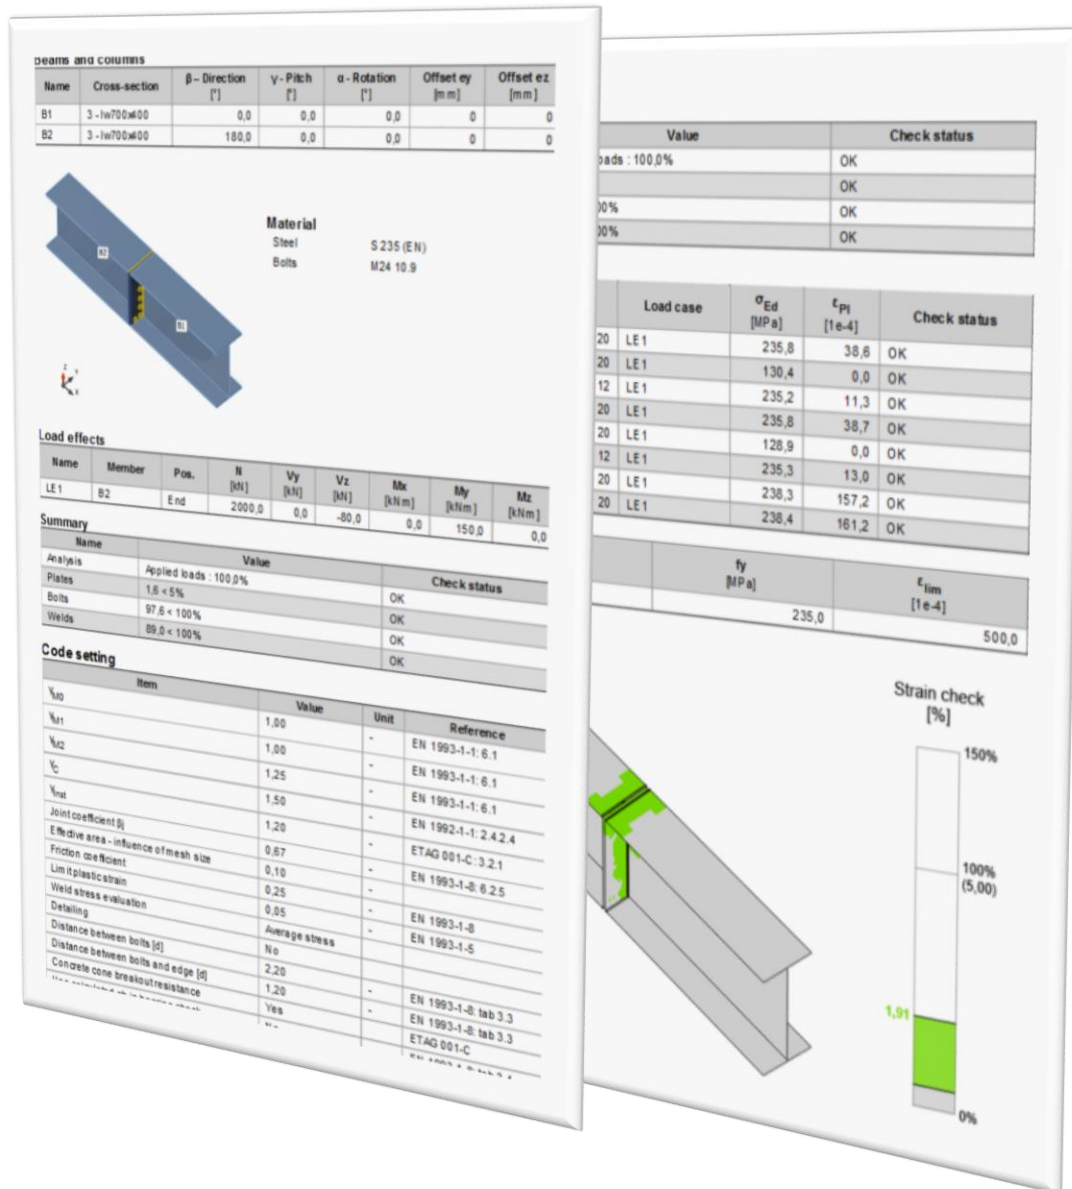 Beams and columns
Name Cross-section β – Direction [°] γ - Pitch [°] α - Rotation [°] Offset ey [mm] Offset ez [mm]
B1 3 - Iw700x400 0,0 0,0 0,0 0 0
B2 3 - Iw700x400 180,0 0,0 0,0 0 0
B2
B1
Z
Y
X
Material
Steel S 235 (EN)
Bolts M24 10.9
Load effects
Name Member Pos. N [kN] Vy [kN] Vz [kN] Mx [kNm] My [kNm] Mz [kNm]
LE1 B2 End 2000,0 0,0 -80,0 0,0 150,0 0,0
Summary
Name Value Check status
Analysis Applied loads : 100,0% OK
Plates 1,6 < 5% OK
Bolts 97,6 < 100% OK
Welds 89,0 < 100% OK
Code setting
Item Value Unit Reference
γM0 1,00 - EN 1993-1-1: 6.1
γM1 1,00 - EN 1993-1-1: 6.1
γM2 1,25 - EN 1993-1-1: 6.1
γC 1,50 - EN 1992-1-1: 2.4.2.4
γinst 1,20 - ETAG 001-C: 3.2.1
Joint coefficient βj 0,67 - EN 1993-1-8: 6.2.5
Effective area - influence of mesh size 0,10 -
Friction coefficient 0,25 - EN 1993-1-8
Limit plastic strain 0,05 - EN 1993-1-5
Weld stress evaluation Average stress
Detailing No
Distance between bolts [d] 2,20 - EN 1993-1-8: tab 3.3
Distance between bolts and edge [d] 1,20 - EN 1993-1-8: tab 3.3
Concrete cone breakout resistance Yes ETAG 001-C
Value Check status
oads : 100,0% OK
OK
00% OK
00% OK
Load case σEd [MPa] εPl [1e-4] Check status
20 LE1 235,8 38,6 OK
20 LE1 130,4 0,0 OK
12 LE1 235,2 11,3 OK
20 LE1 235,8 38,7 OK
20 LE1 128,9 0,0 OK
12 LE1 235,3 13,0 OK
20 LE1 238,3 157,2 OK
20 LE1 238,4 161,2 OK
fy [MPa] εlim [1e-4]
235,0 500,0
Strain check
[%]
150%
100%
(5,00)
1,91
0%